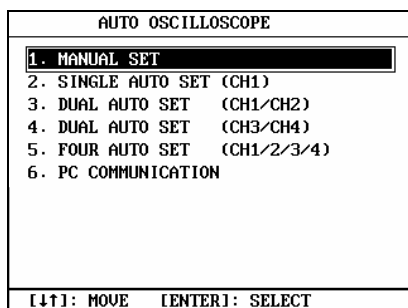 AUTO OSCILLOSCOPE
1. MANUAL SET
2. SINGLE AUTO SET (CH1)
3. DUAL AUTO SET (CH1/CH2)
4. DUAL AUTO SET (CH3/CH4)
5. FOUR AUTO SET (CH1/2/3/4)
6. PC COMMUNICATION
[↓↑]: MOVE [ENTER]: SELECT